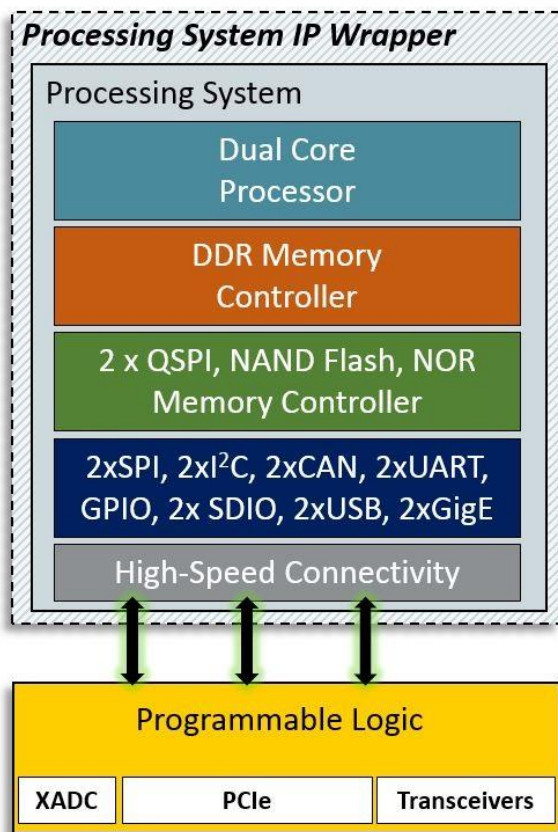 Processing System IP Wrapper
Processing System
Dual Core
Processor
DDR Memory
Controller
2 x QSPI, NAND Flash, NOR
Memory Controller
2xSPI, 2xI²C, 2xCAN, 2xUART,
GPIO, 2x SDIO, 2xUSB, 2xGigE
High-Speed Connectivity
Programmable Logic
XADC PCIe Transceivers